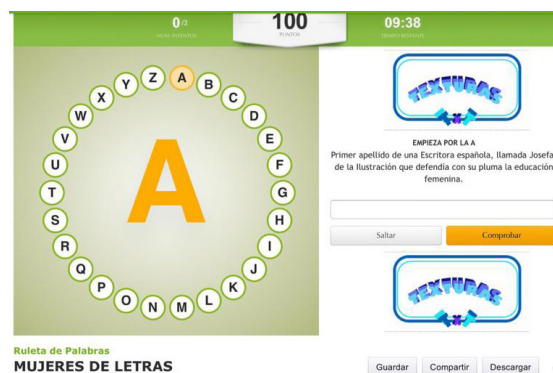 0/3
NUM. INTENTOS
100
PUNTOS
09:38
TIEMPO RESTANTE
A
B
C
D
E
F
G
H
I
J
K
L
M
N
O
P
Q
R
S
T
U
V
W
X
Y
Z
A
TEXTURAS
EMPIEZA POR LA A
Primer apellido de una Escritora española, llamada Josefa,
de la Ilustración que defendía con su pluma la educación
femenina.
Saltar
Comprobar
TEXTURAS
Ruleta de Palabras
MUJERES DE LETRAS
Guardar
Compartir
Descargar